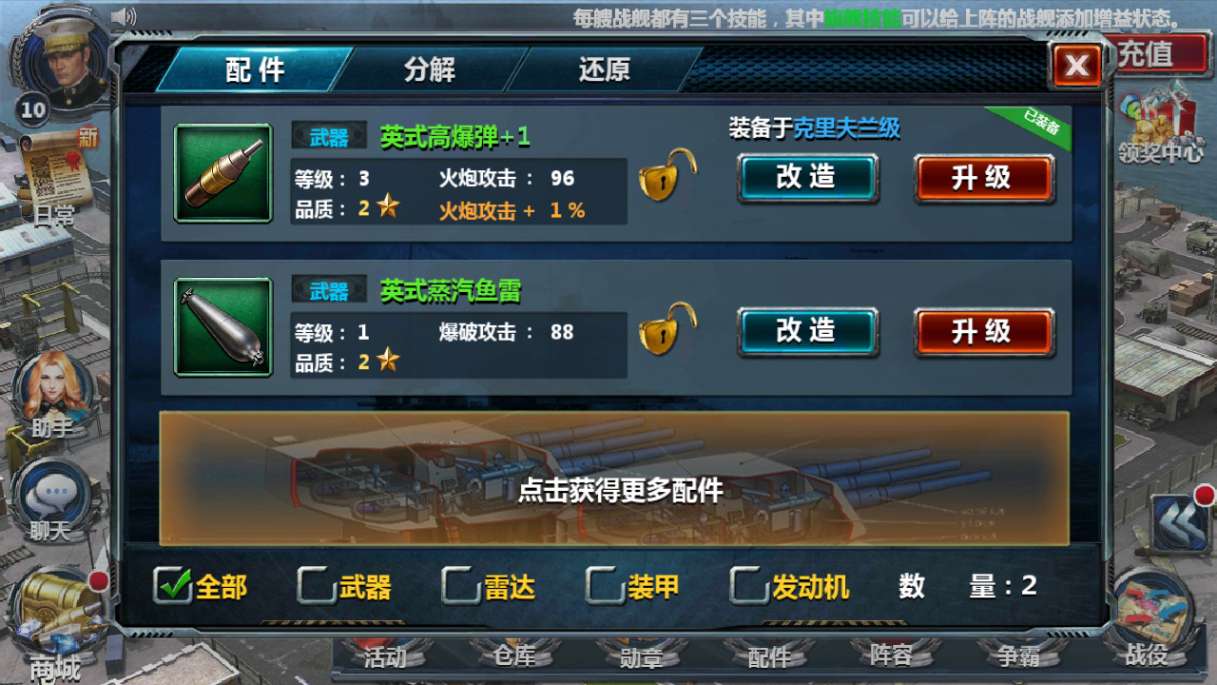 每艘战舰都有三个技能，其中
可以给上阵的战舰添加增益状态。
充值
配件
分解
还原
X
10
新
日常
领奖中心
武器
英式高爆弹+1
装备于克里夫兰级
已装备
等级： 3
火炮攻击： 96
改造
升级
品质： 2
火炮攻击+ 1%
武器
英式蒸汽鱼雷
等级： 1
爆破攻击： 88
改造
升级
品质： 2
助手
点击获得更多配件
聊天
全部
武器
雷达
装甲
发动机
数 量：2
商城
活动
仓库
勋章
配件
阵容
争霸
战役